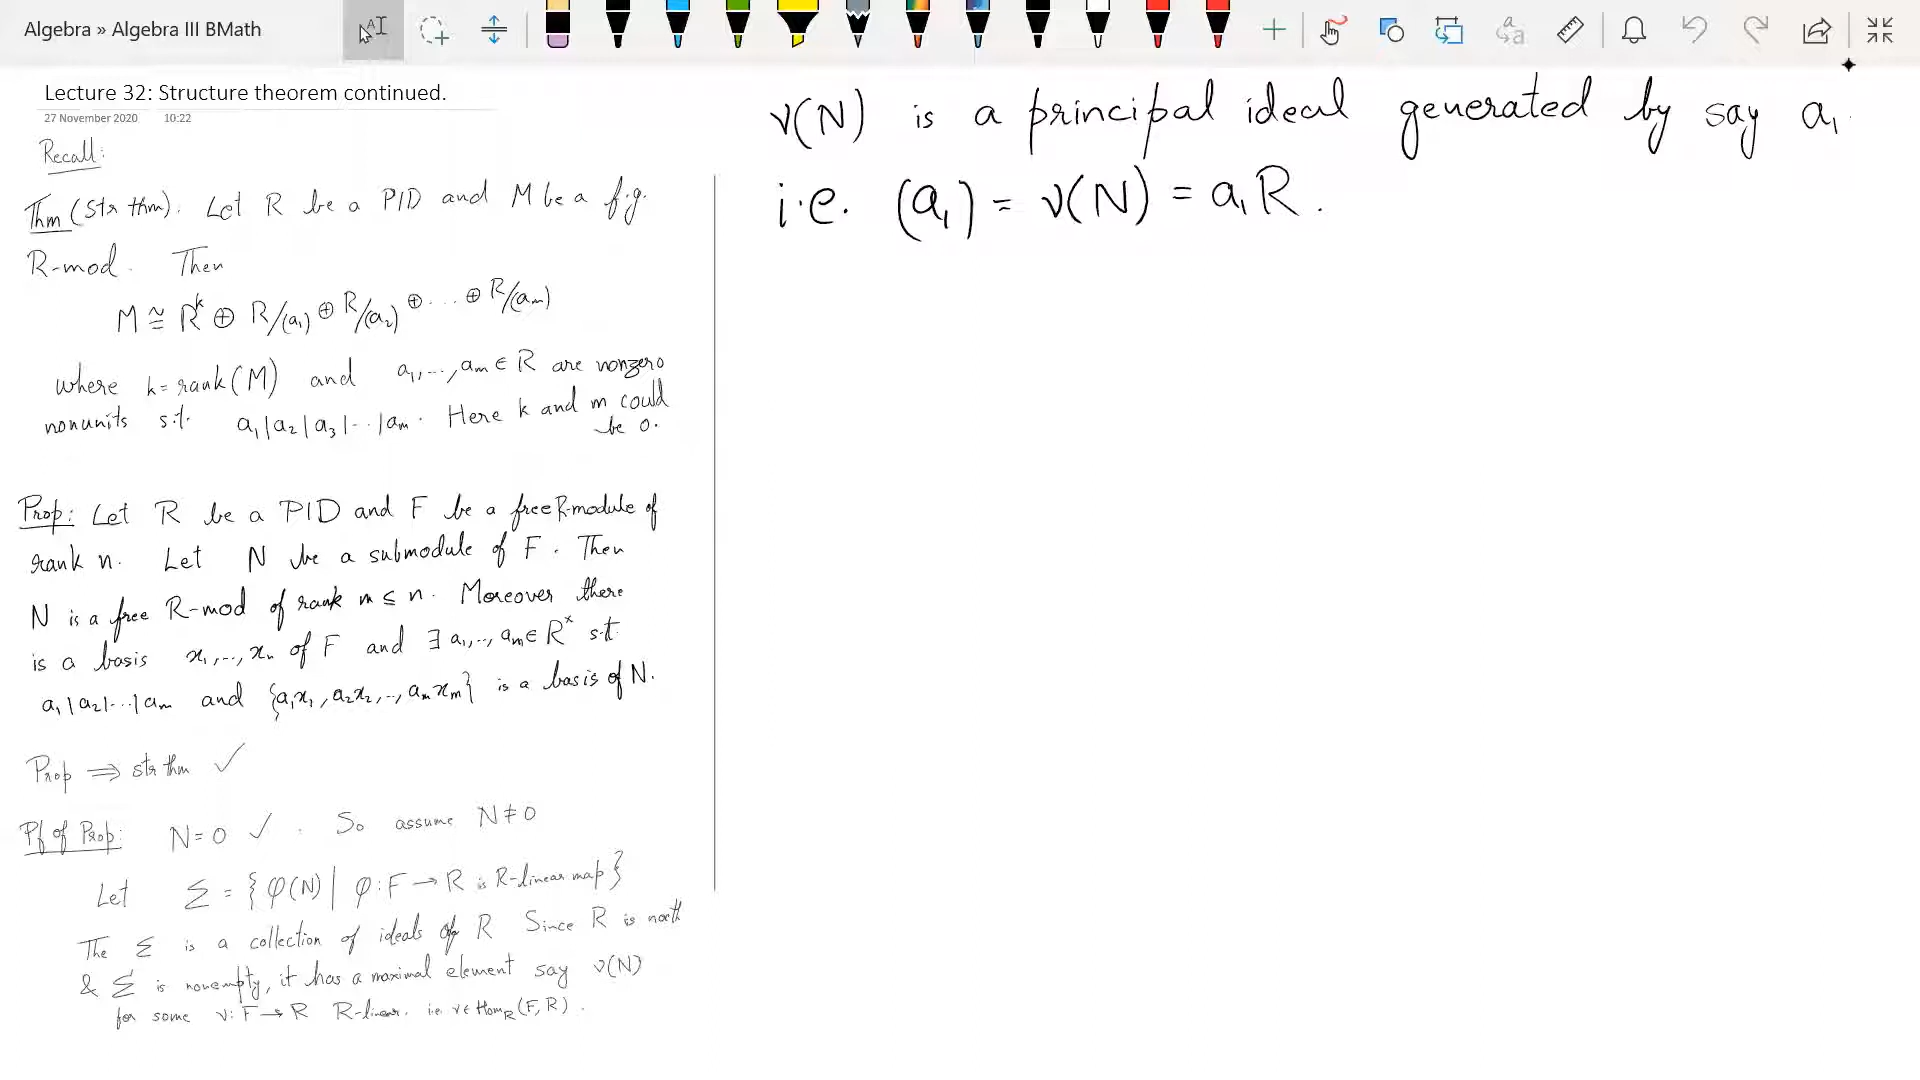 Algebra » Algebra III BMath
Lecture 32: Structure theorem continued.
27 November 2020 10:22
Recall:
Thm (Str thm). Let R be a PID and M be a f.g.
R-mod. Then
M ≅ R^k ⊕ R/(a₁) ⊕ R/(a₂) ⊕ . . . ⊕ R/(aₘ)
where k = rank(M) and a₁,..,aₘ ∈ R are nonzero
nonunits s.t. a₁|a₂|a₃|...|aₘ. Here k and m could
be 0.
Prop: Let R be a PID and F be a free R-module of
rank n. Let N be a submodule of F. Then
N is a free R-mod of rank m ≤ n. Moreover there
is a basis x₁,..,xₙ of F and ∃ a₁,..,aₘ ∈ Rˣ s.t.
a₁|a₂|...|aₘ and {a₁x₁, a₂x₂,.., aₘxₘ} is a basis of N.
Prop ⟹ str thm ✓
Pf of Prop: N=0 ✓. So assume N≠0
Let Σ = {φ(N) | φ: F → R is R-linear map}
The Σ is a collection of ideals of R Since R is noeth
& Σ is nonempty, it has a maximal element say ν(N)
for some ν: F → R R-linear. i.e. ν ∈ Hom_R(F, R).
ν(N) is a principal ideal generated by say a₁.
i.e. (a₁) = ν(N) = a₁R.